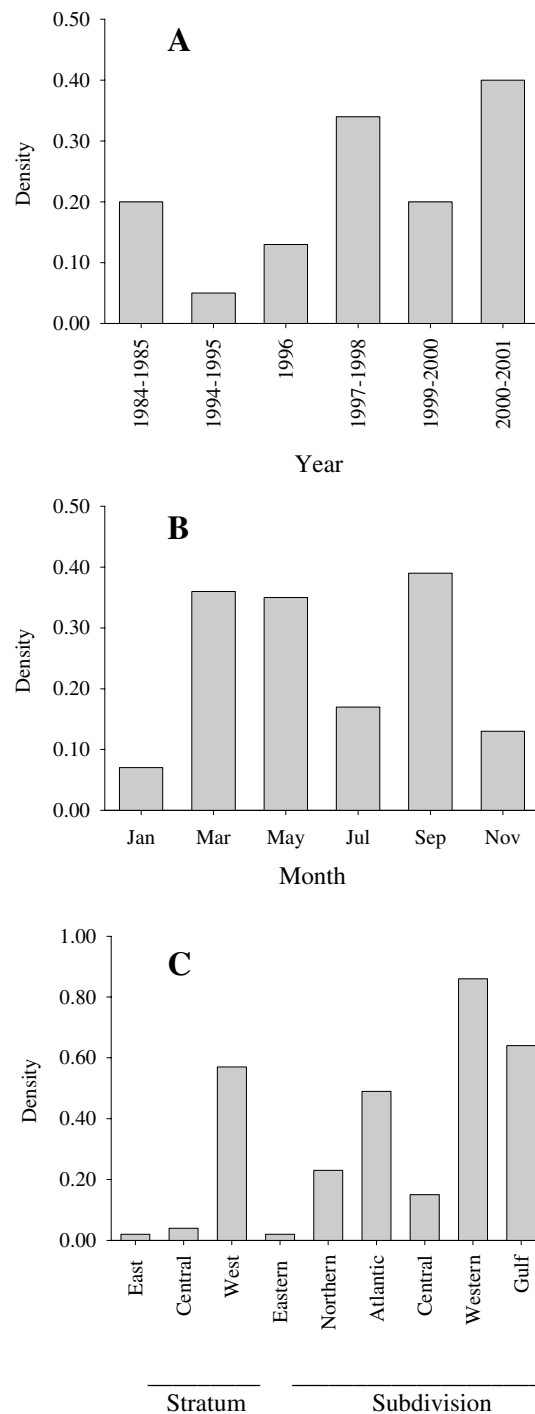 A
0.50
0.40
0.30
0.20
0.10
0.00
Density
1984-1985
1994-1995
1996
1997-1998
1999-2000
2000-2001
Year
B
0.50
0.40
0.30
0.20
0.10
0.00
Density
Jan Mar May Jul Sep Nov
Month
C
1.00
0.80
0.60
0.40
0.20
0.00
Density
East
Central
West
Eastern
Northern
Atlantic
Central
Western
Gulf
Stratum Subdivision